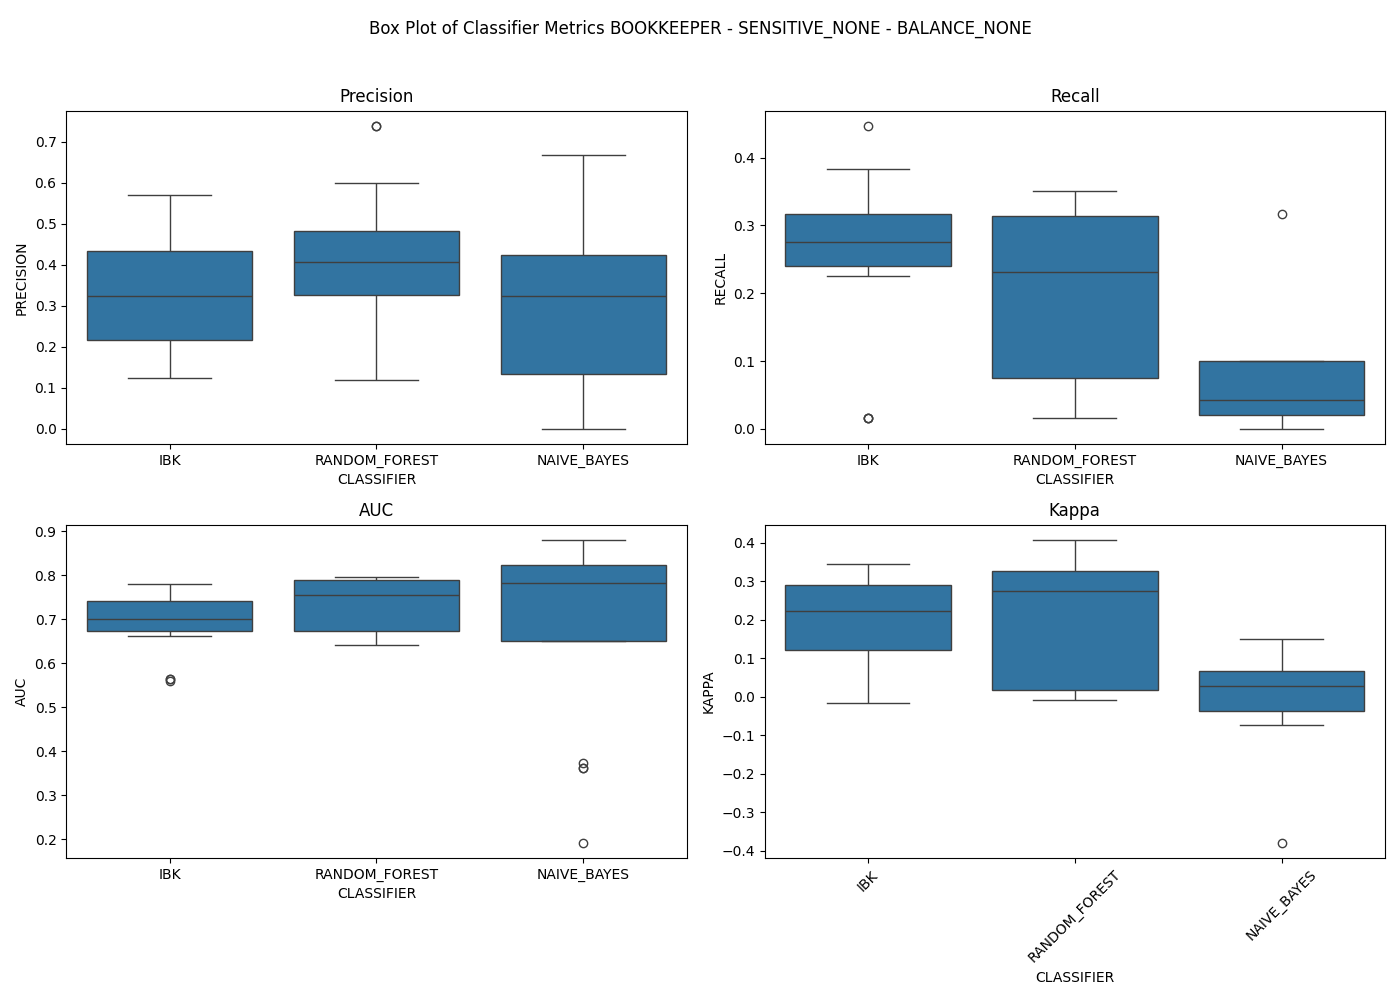 Box Plot of Classifier Metrics BOOKKEEPER - SENSITIVE_NONE - BALANCE_NONE
Precision
PRECISION
0.7
0.6
0.5
0.4
0.3
0.2
0.1
0.0
IBK RANDOM_FOREST NAIVE_BAYES
CLASSIFIER
Recall
RECALL
0.4
0.3
0.2
0.1
0.0
IBK RANDOM_FOREST NAIVE_BAYES
CLASSIFIER
AUC
AUC
0.9
0.8
0.7
0.6
0.5
0.4
0.3
0.2
IBK RANDOM_FOREST NAIVE_BAYES
CLASSIFIER
Kappa
KAPPA
0.4
0.3
0.2
0.1
0.0
−0.1
−0.2
−0.3
−0.4
IBK RANDOM_FOREST NAIVE_BAYES
CLASSIFIER